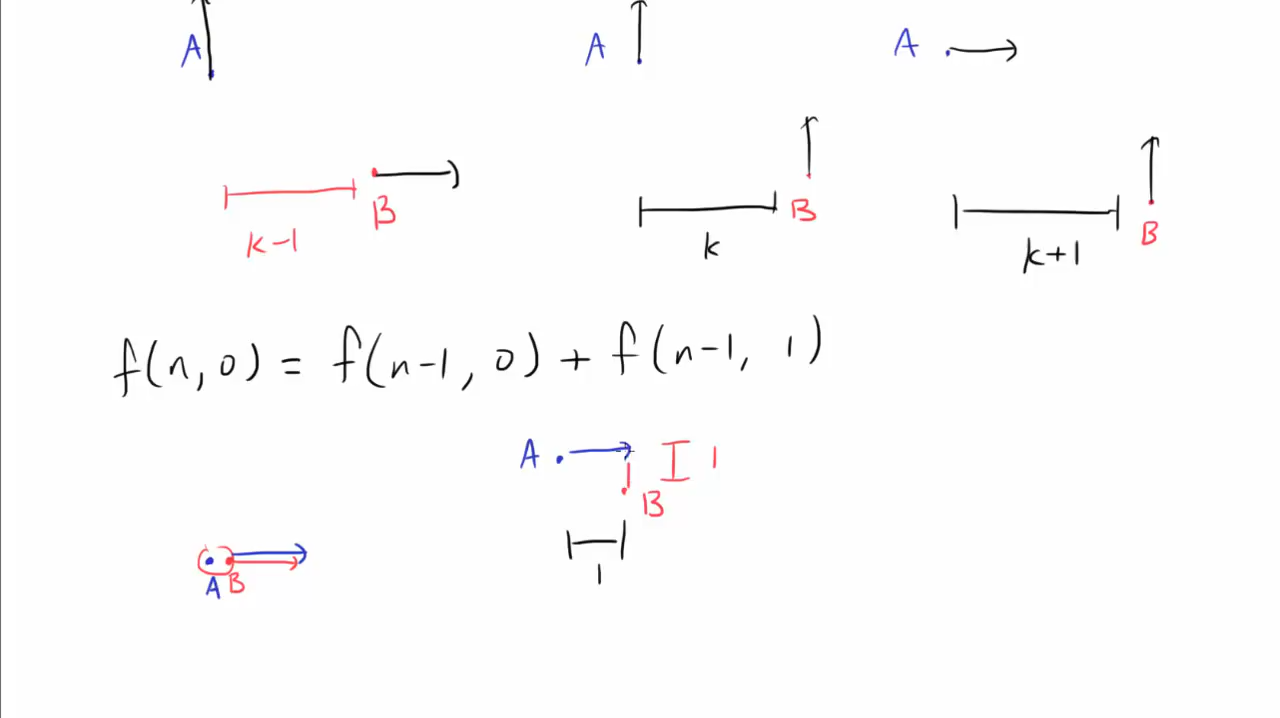 A A A
B B B
k-1 k k+1
f(n, 0) = f(n-1, 0) + f(n-1, 1)
A 1
B
1
A B